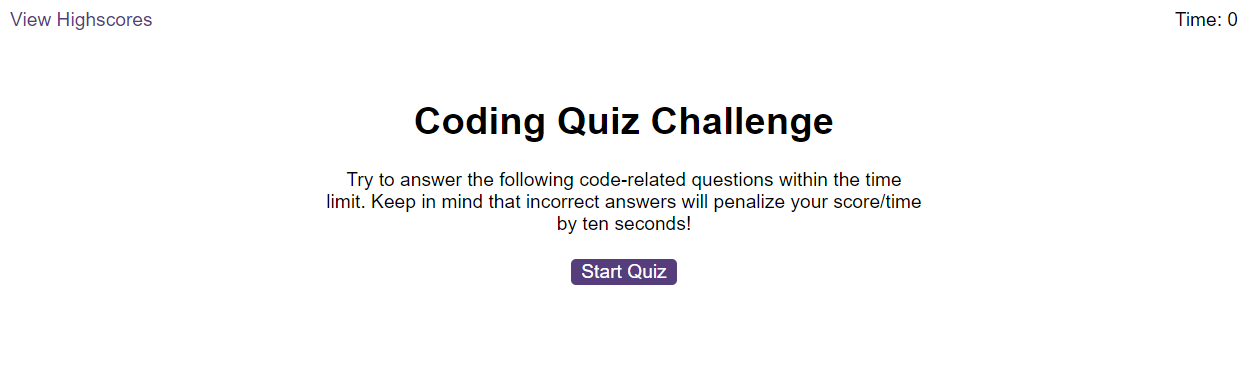 View Highscores
Time: 0
Coding Quiz Challenge
Try to answer the following code-related questions within the time
limit. Keep in mind that incorrect answers will penalize your score/time
by ten seconds!
Start Quiz